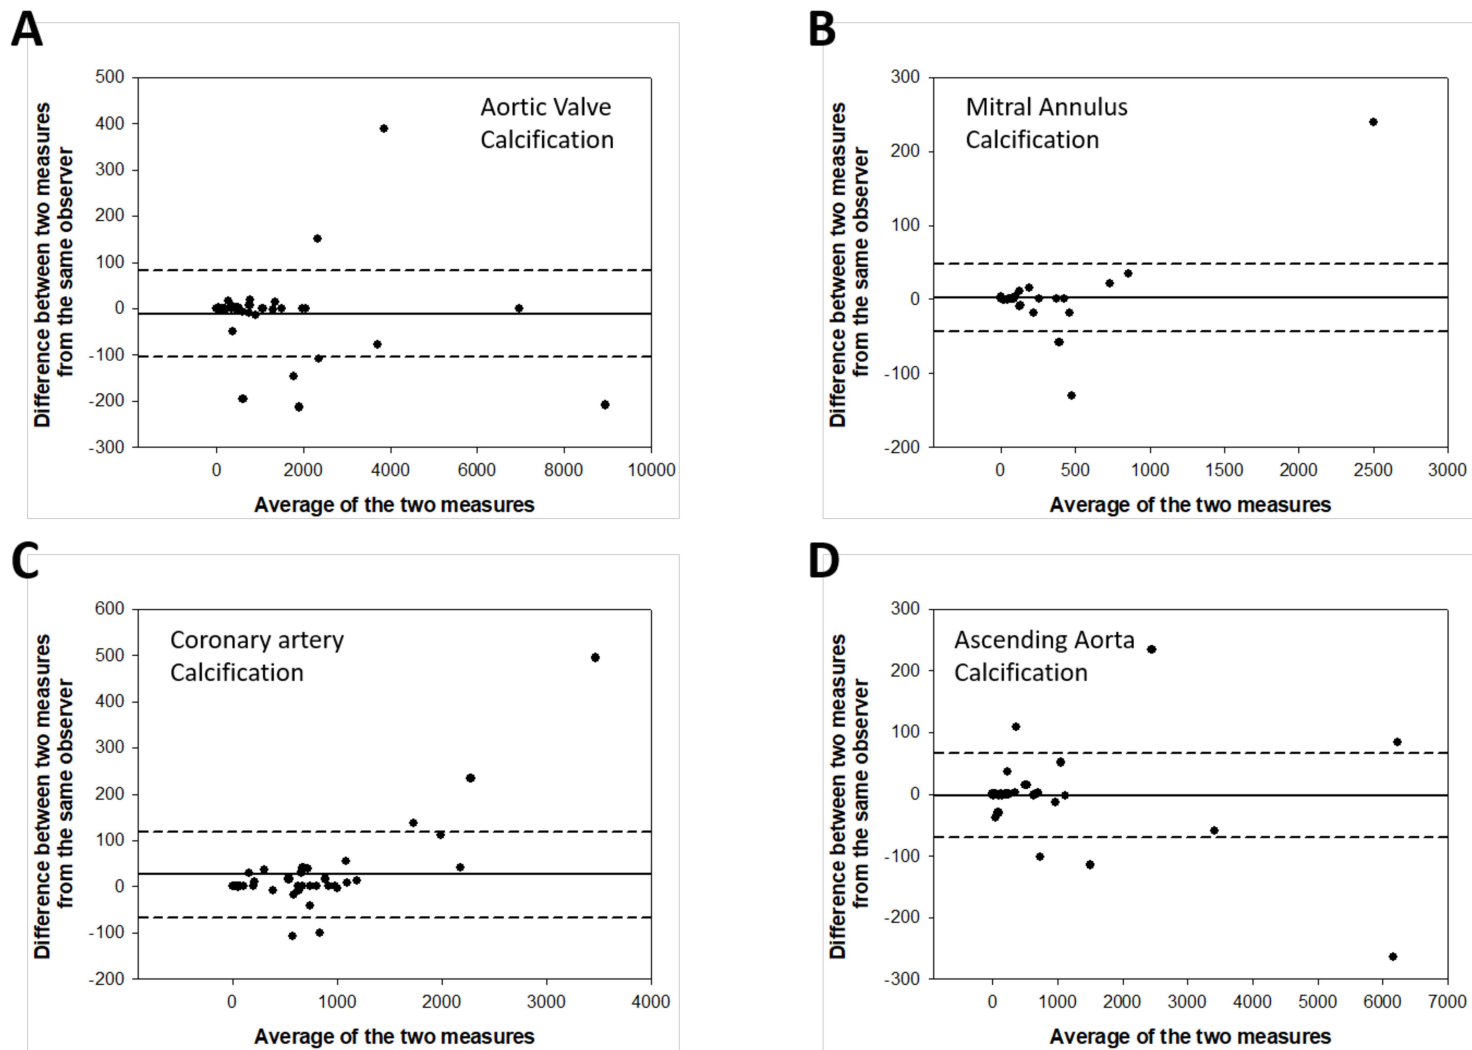 A
Aortic Valve
Calcification
Difference between two measures
from the same observer
500
400
300
200
100
0
-100
-200
-300
0 2000 4000 6000 8000 10000
Average of the two measures
B
Mitral Annulus
Calcification
Difference between two measures
from the same observer
300
200
100
0
-100
-200
0 500 1000 1500 2000 2500 3000
Average of the two measures
C
Coronary artery
Calcification
Difference between two measures
from the same observer
600
500
400
300
200
100
0
-100
-200
0 1000 2000 3000 4000
Average of the two measures
D
Ascending Aorta
Calcification
Difference between two measures
from the same observer
300
200
100
0
-100
-200
-300
0 1000 2000 3000 4000 5000 6000 7000
Average of the two measures